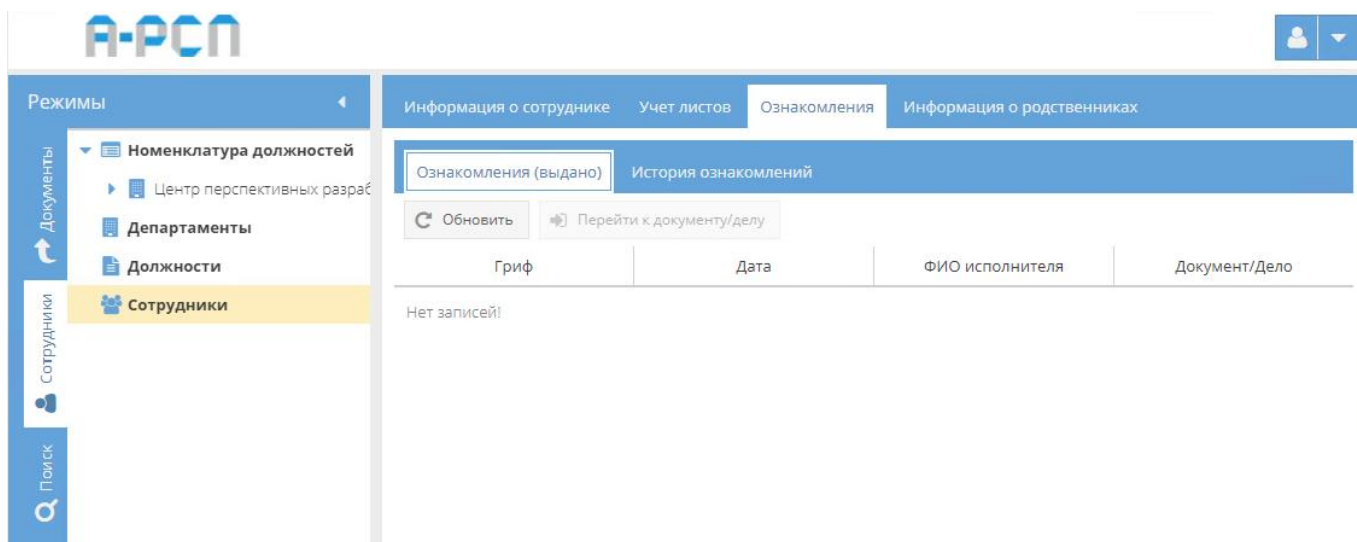 А-РСП
Режимы
Информация о сотруднике Учет листов Ознакомления Информация о родственниках
Документы
Сотрудники
Поиск
Номенклатура должностей
Центр перспективных разраб
Департаменты
Должности
Сотрудники
Ознакомления (выдано) История ознакомлений
Обновить Перейти к документу/делу
Гриф Дата ФИО исполнителя Документ/Дело
Нет записей!